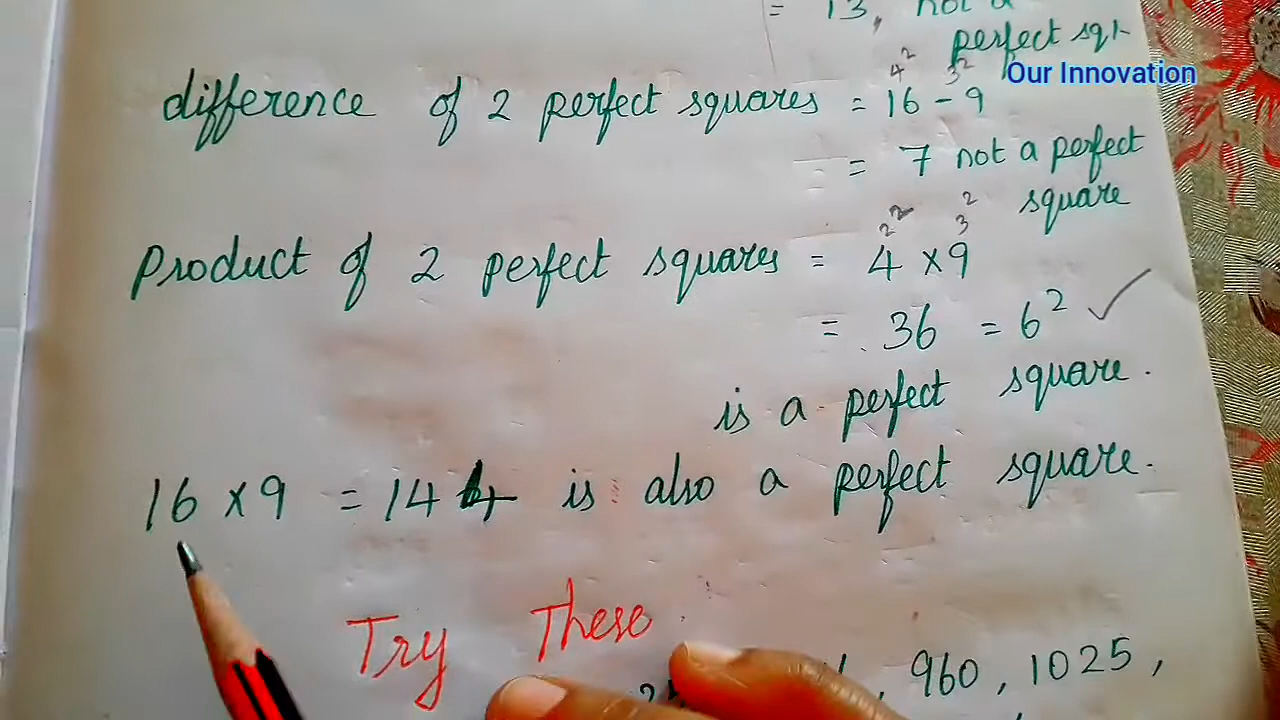 = 13, not a
perfect sqr
4² 3²
Our Innovation
difference of 2 perfect squares = 16 - 9
= 7 not a perfect
square
2² 3²
Product of 2 perfect squares = 4 × 9
= 36 = 6² ✓
is a perfect square.
16 × 9 = 144 is also a perfect square.
Try These
, 960, 1025,